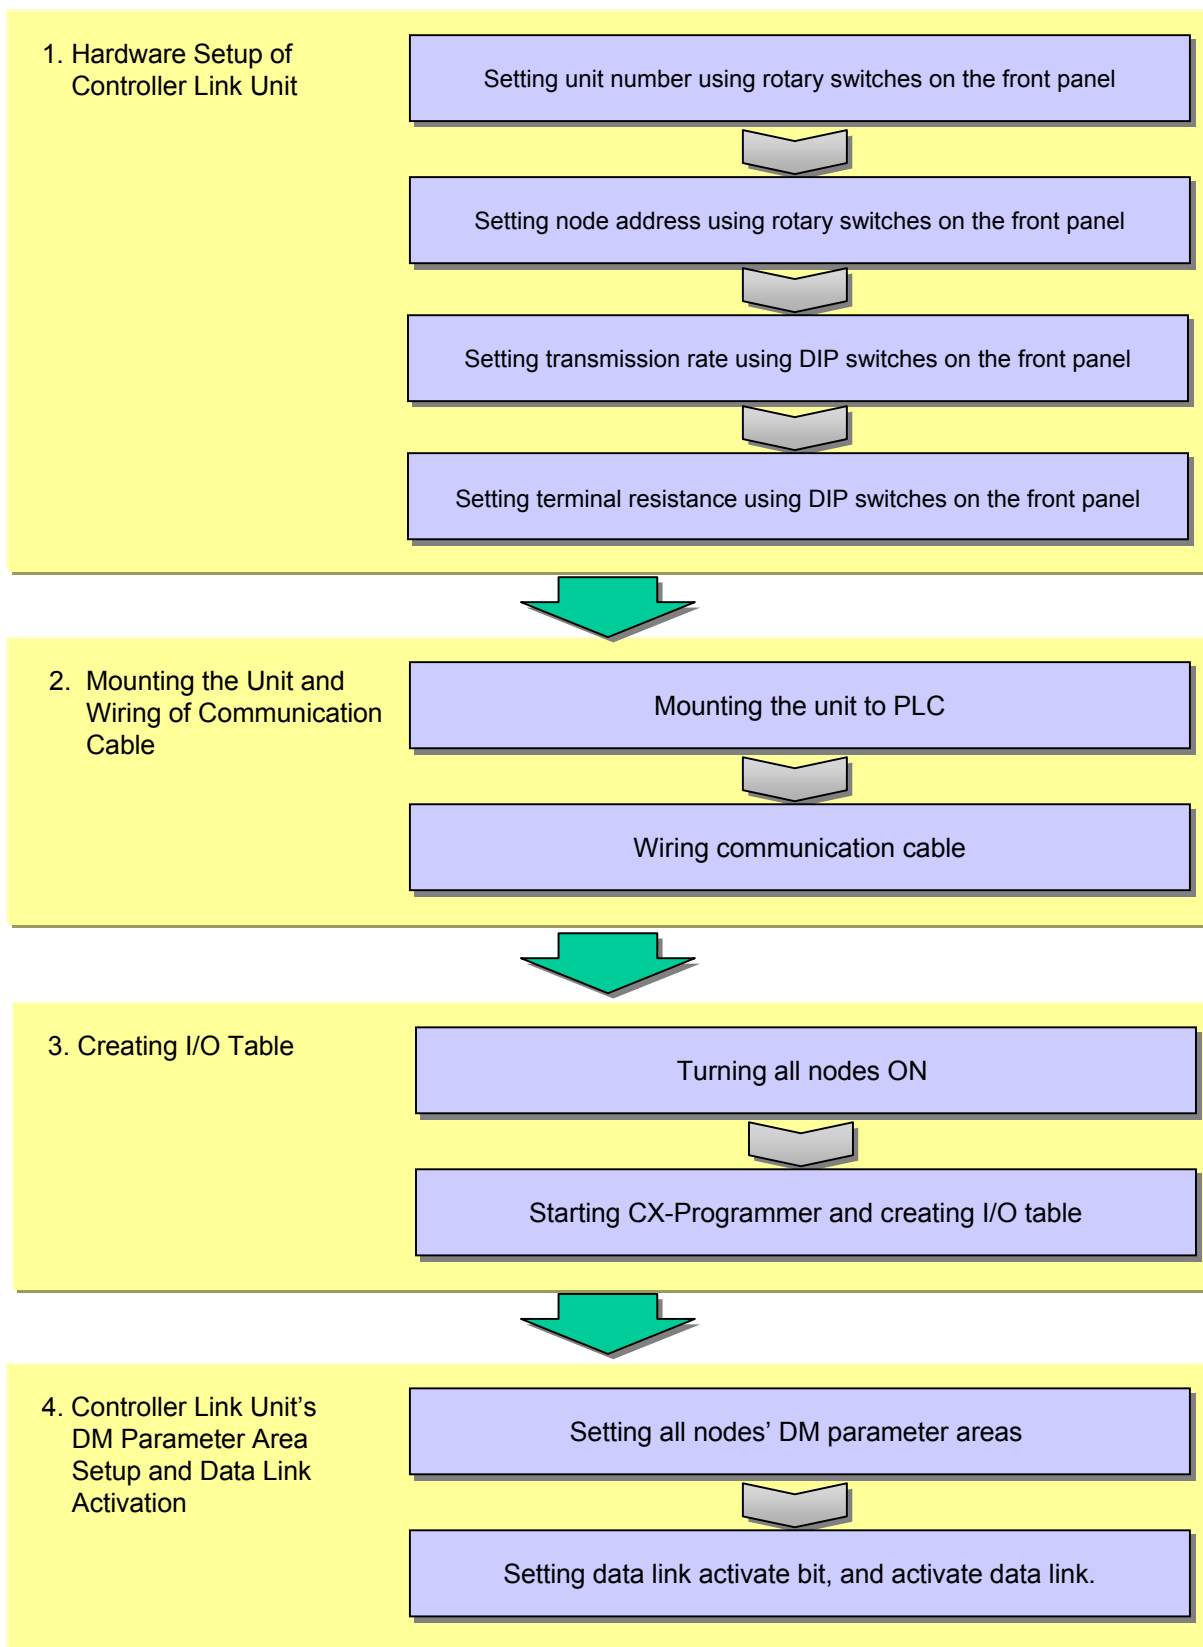 1. Hardware Setup of
Controller Link Unit
Setting unit number using rotary switches on the front panel
Setting node address using rotary switches on the front panel
Setting transmission rate using DIP switches on the front panel
Setting terminal resistance using DIP switches on the front panel
2. Mounting the Unit and
Wiring of Communication
Cable
Mounting the unit to PLC
Wiring communication cable
3. Creating I/O Table
Turning all nodes ON
Starting CX-Programmer and creating I/O table
4. Controller Link Unit’s
DM Parameter Area
Setup and Data Link
Activation
Setting all nodes’ DM parameter areas
Setting data link activate bit, and activate data link.